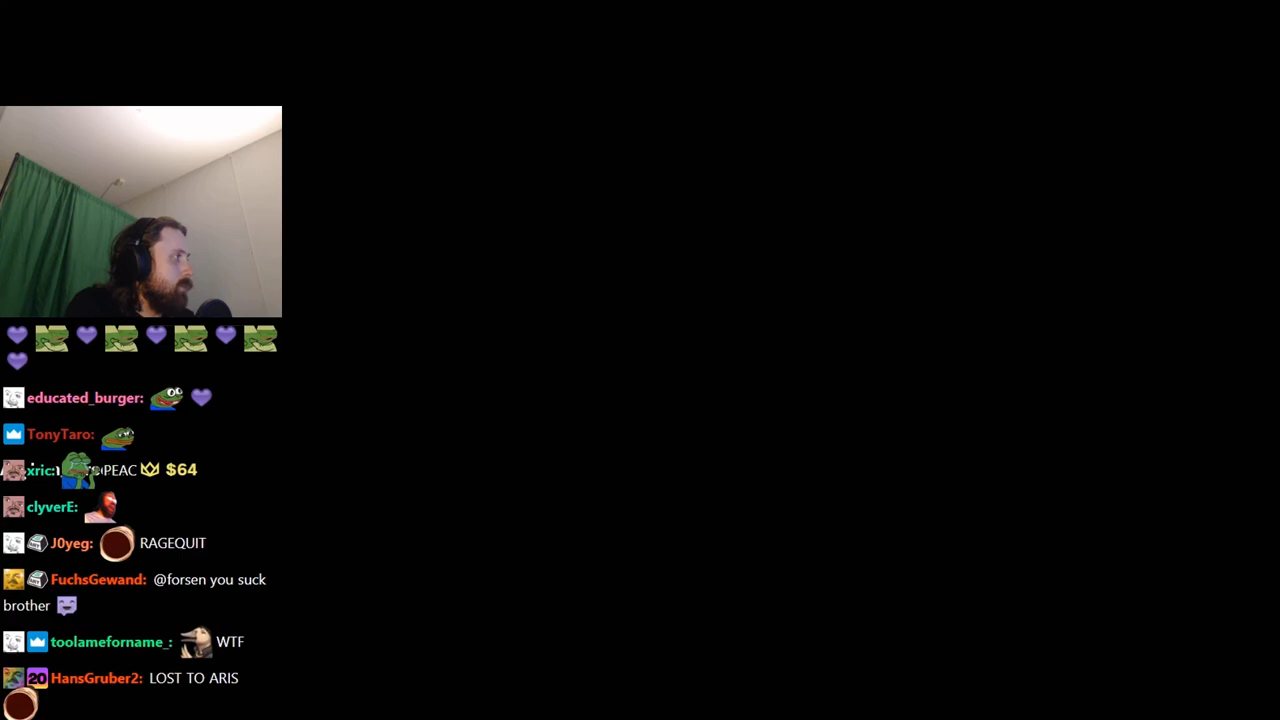 educated_burger:
TonyTaro:
xric: PEAC $64
clyverE:
J0yeg: RAGEQUIT
FuchsGewand: @forsen you suck
brother
toolameforname_: WTF
20 HansGruber2: LOST TO ARIS